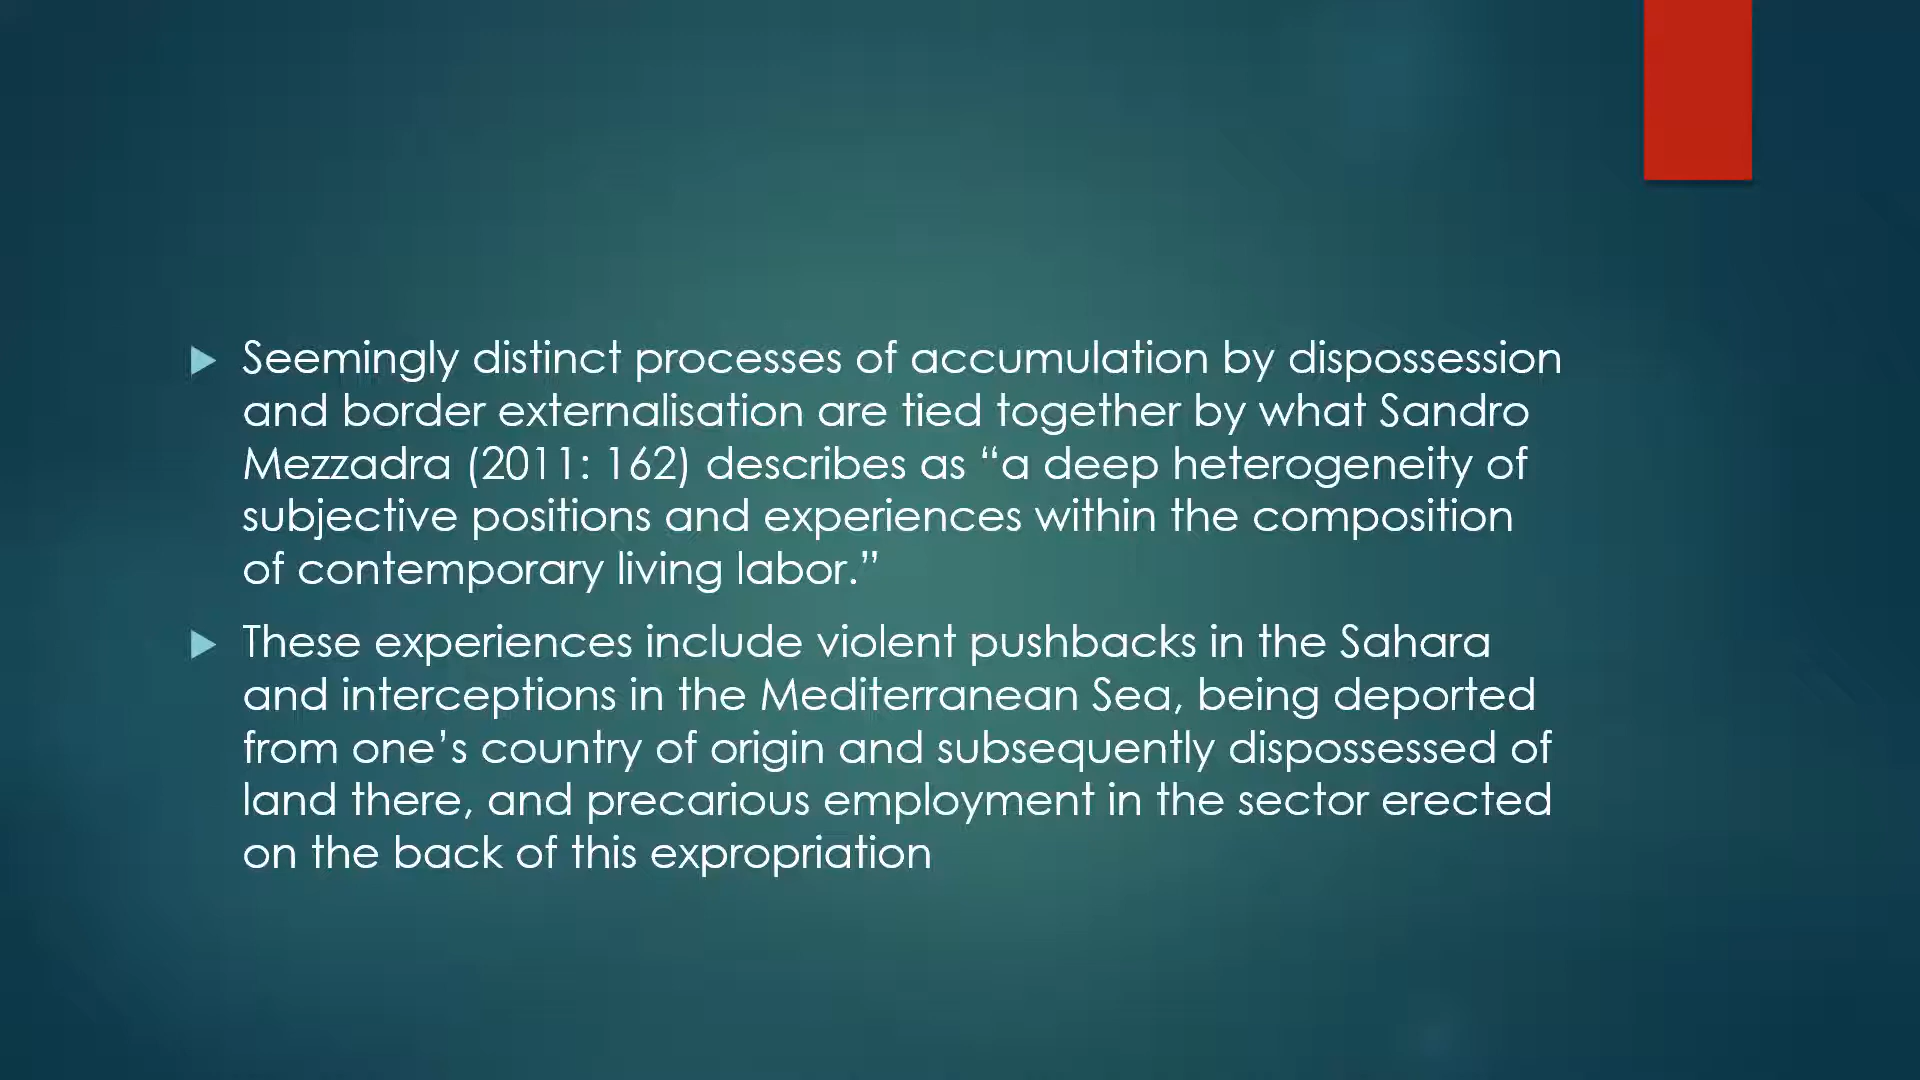 Seemingly distinct processes of accumulation by dispossession
and border externalisation are tied together by what Sandro
Mezzadra (2011: 162) describes as “a deep heterogeneity of
subjective positions and experiences within the composition
of contemporary living labor.”
These experiences include violent pushbacks in the Sahara
and interceptions in the Mediterranean Sea, being deported
from one’s country of origin and subsequently dispossessed of
land there, and precarious employment in the sector erected
on the back of this expropriation